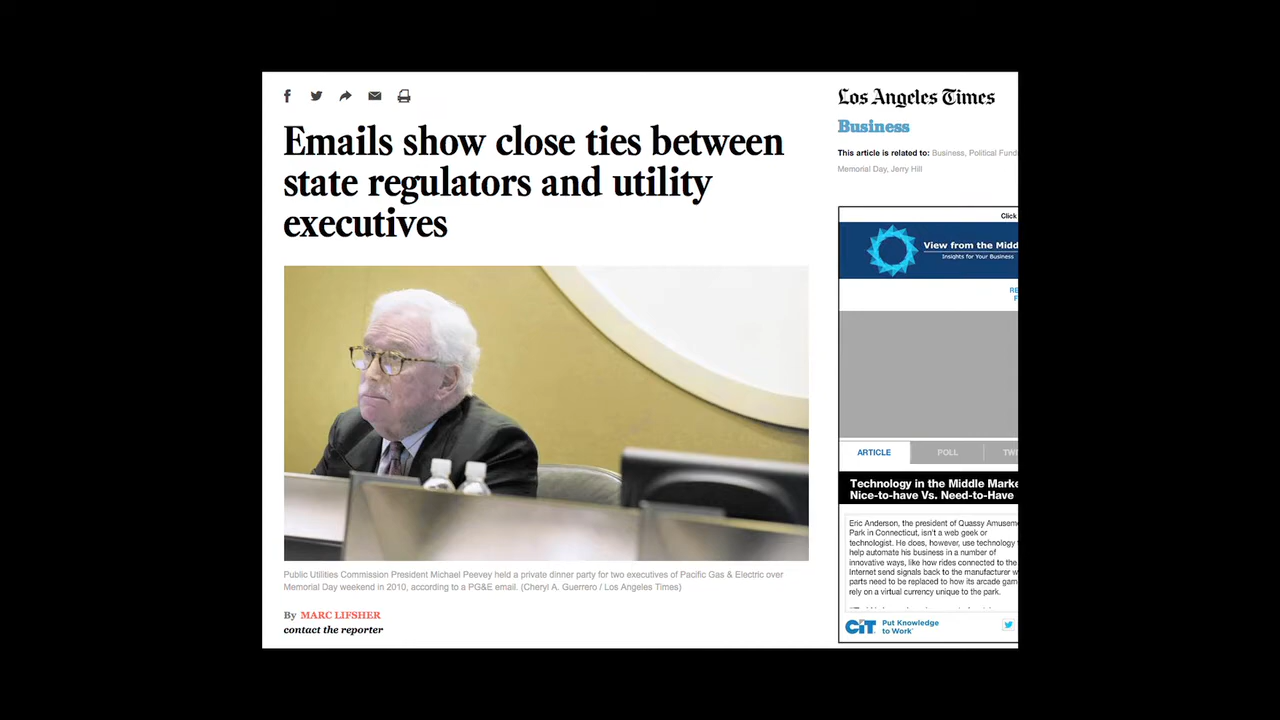 Emails show close ties between
state regulators and utility
executives
Public Utilities Commission President Michael Peevey held a private dinner party for two executives of Pacific Gas & Electric over
Memorial Day weekend in 2010, according to a PG&E email. (Cheryl A. Guerrero / Los Angeles Times)
By MARC LIFSHER
contact the reporter
Los Angeles Times
Business
This article is related to: Business, Political Fund
Memorial Day, Jerry Hill
Click
View from the Midd
Insights for Your Business
RE
F
ARTICLE POLL TWI
Technology in the Middle Marke
Nice-to-have Vs. Need-to-Have
Eric Anderson, the president of Quassy Amusem
Park in Connecticut, isn't a web geek or
technologist. He does, however, use technology
help automate his business in a number of
innovative ways, like how rides connected to the
Internet send signals back to the manufacturer w
parts need to be replaced to how its arcade gam
rely on a virtual currency unique to the park.
CIT Put Knowledge
to Work